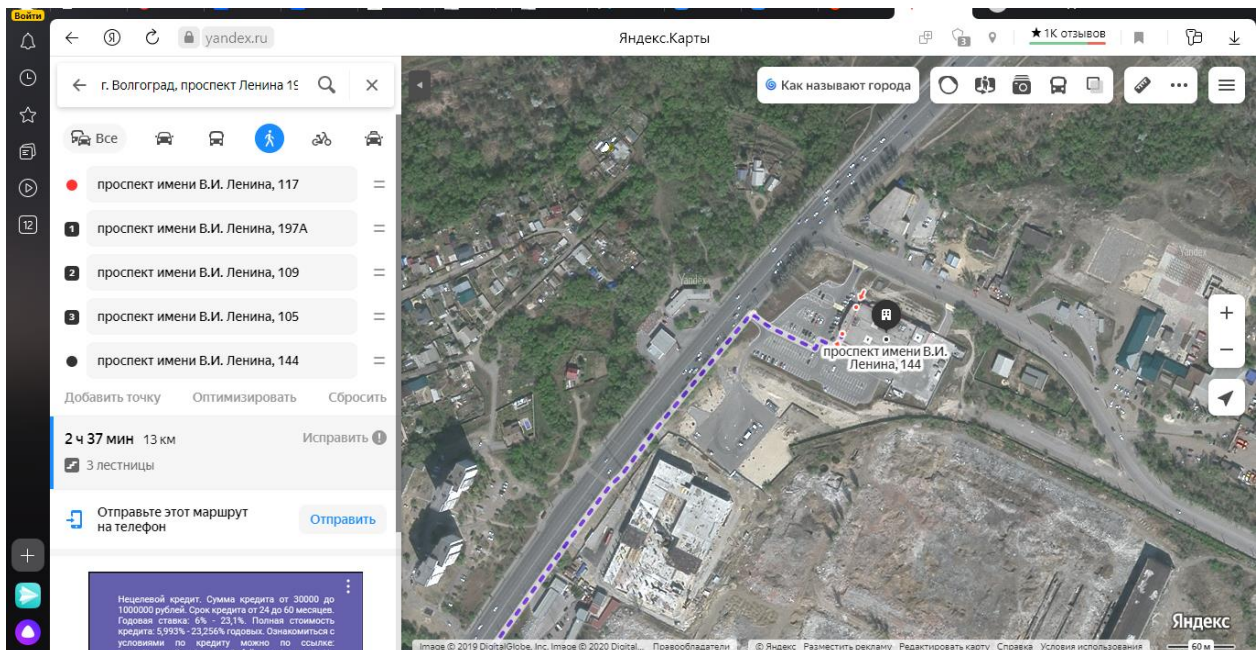 Войти
yandex.ru
Яндекс.Карты
★ 1К отзывов
3
12
г. Волгоград, проспект Ленина 19
Все
проспект имени В.И. Ленина, 117
1 проспект имени В.И. Ленина, 197А
2 проспект имени В.И. Ленина, 109
3 проспект имени В.И. Ленина, 105
проспект имени В.И. Ленина, 144
Добавить точку Оптимизировать Сбросить
2 ч 37 мин 13 км Исправить
3 лестницы
Отправьте этот маршрут
на телефон
Отправить
Нецелевой кредит. Сумма кредита от 30000 до
1000000 рублей. Срок кредита от 24 до 60 месяцев.
Годовая ставка: 6% - 23,1%. Полная стоимость
кредита: 5,993% - 23,256% годовых. Ознакомиться с
условиями по кредиту можно по ссылке:
Как называют города
Yandex
Yandex
проспект имени В.И.
Ленина, 144
Яндекс
Image © 2019 DigitalGlobe, Inc. Image © 2020 Digital... Правообладатели © Яндекс Разместить рекламу Редактировать карту Справка Условия использования 60 м